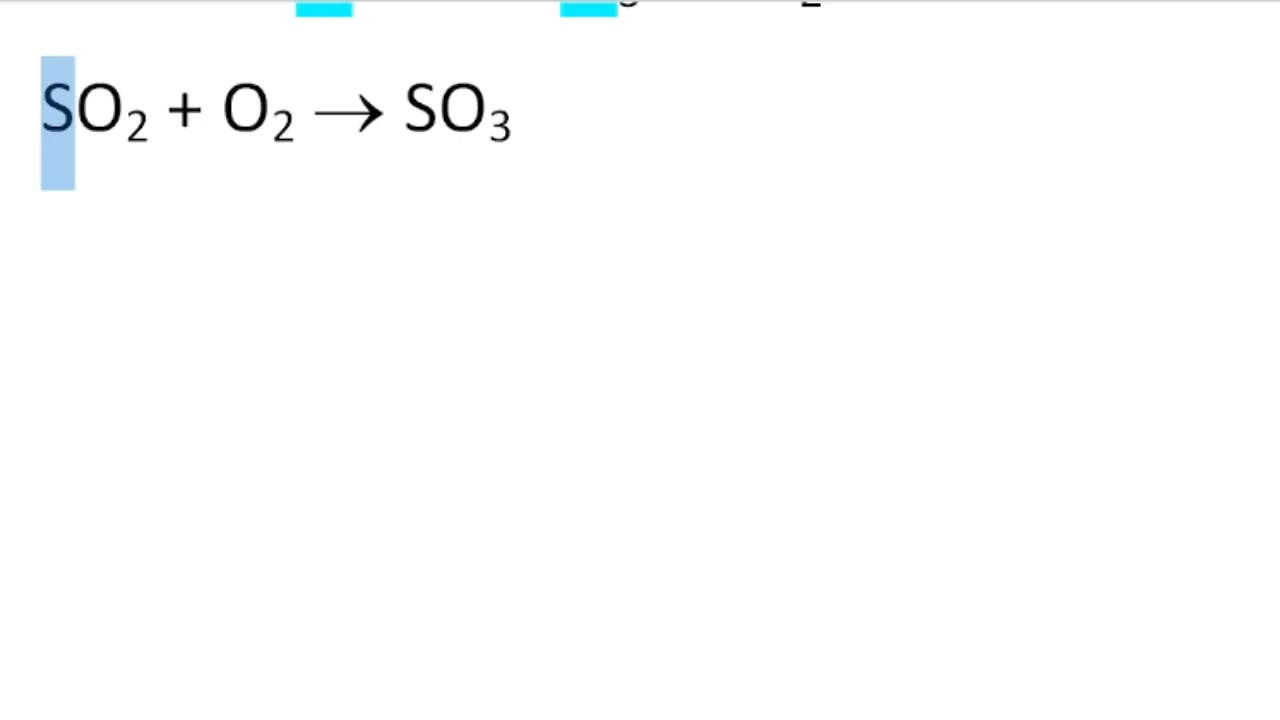 SO₂ + O₂ → SO₃